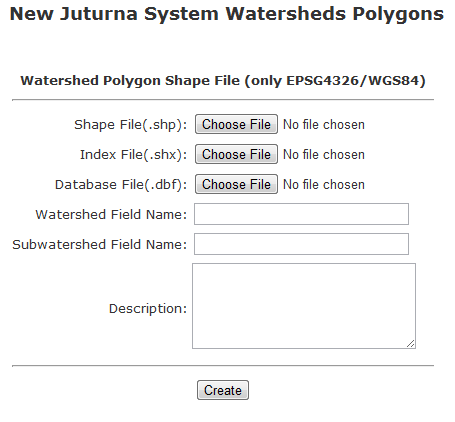 New Juturna System Watersheds Polygons
Watershed Polygon Shape File (only EPSG4326/WGS84)
Shape File(.shp): Choose File No file chosen
Index File(.shx): Choose File No file chosen
Database File(.dbf): Choose File No file chosen
Watershed Field Name:
Subwatershed Field Name:
Description:
Create